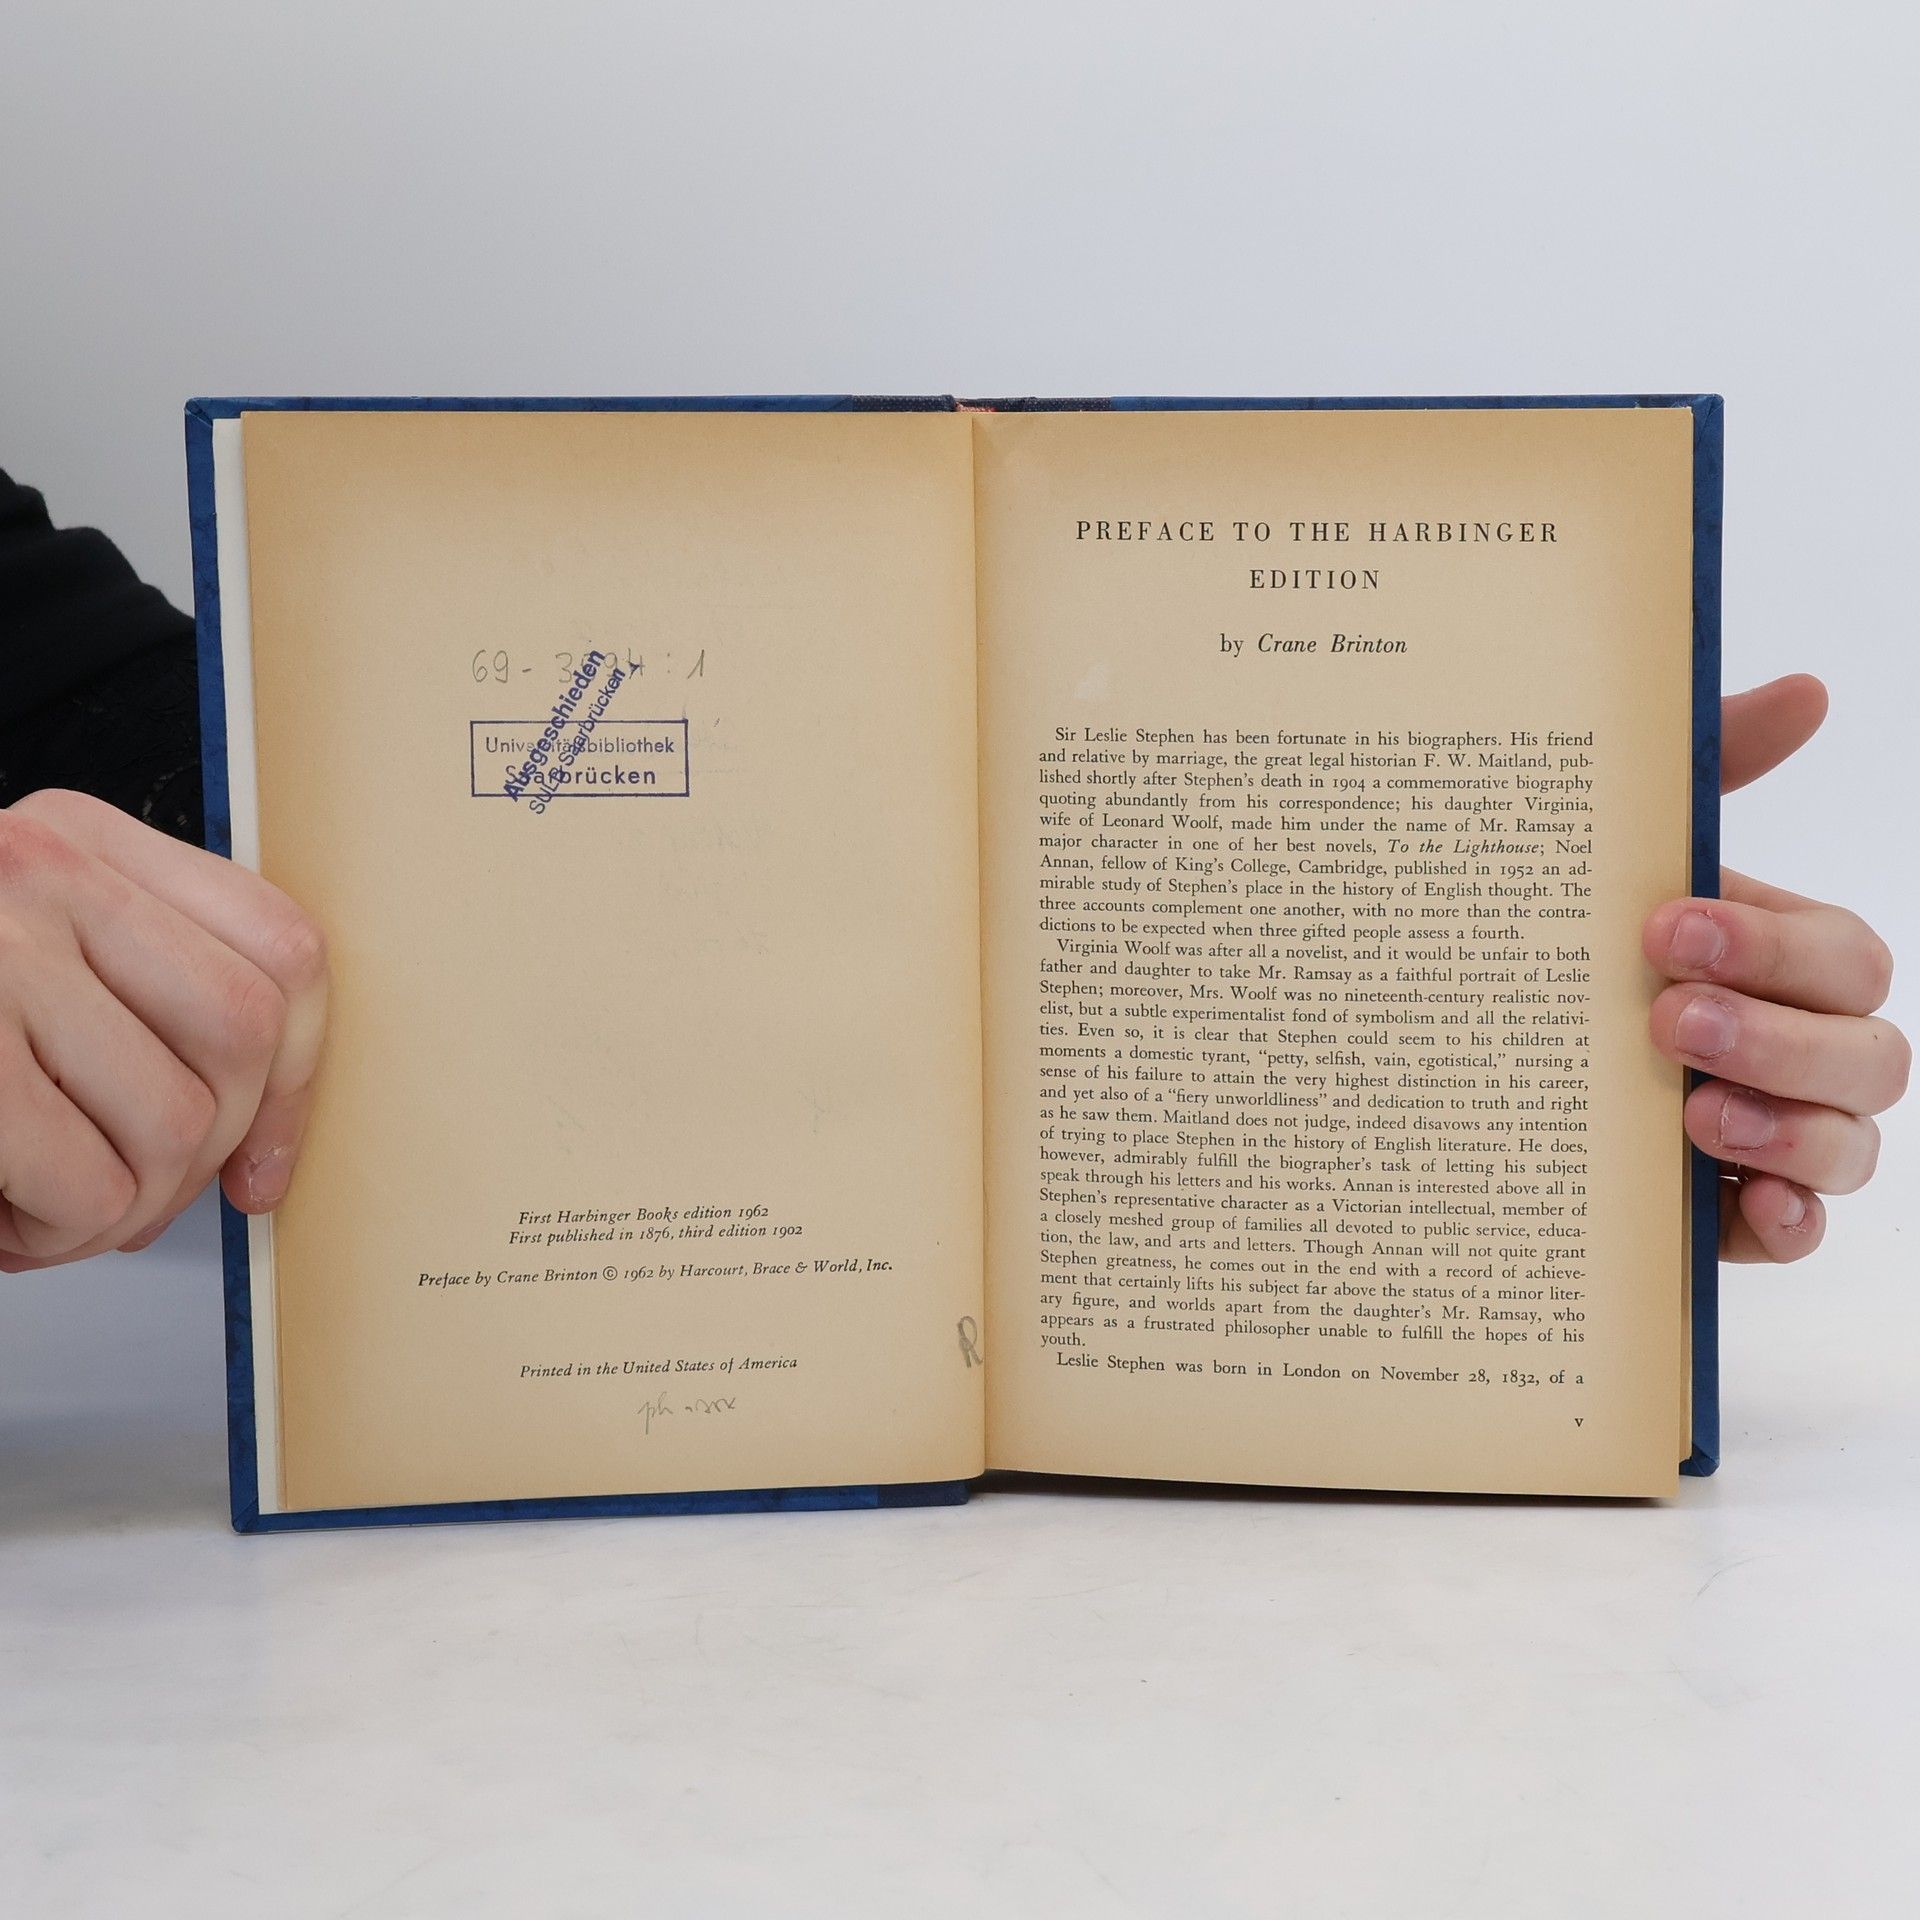 69 - 3594 : 1
Ausgeschieden
SULB Saarbrücken
Universitätsbibliothek
Saarbrücken
First Harbinger Books edition 1962
First published in 1876, third edition 1902
Preface by Crane Brinton © 1962 by Harcourt, Brace & World, Inc.
Printed in the United States of America
R
PREFACE TO THE HARBINGER
EDITION
by Crane Brinton
Sir Leslie Stephen has been fortunate in his biographers. His friend
and relative by marriage, the great legal historian F. W. Maitland, pub-
lished shortly after Stephen's death in 1904 a commemorative biography
quoting abundantly from his correspondence; his daughter Virginia,
wife of Leonard Woolf, made him under the name of Mr. Ramsay a
major character in one of her best novels, To the Lighthouse; Noel
Annan, fellow of King's College, Cambridge, published in 1952 an ad-
mirable study of Stephen's place in the history of English thought. The
three accounts complement one another, with no more than the contra-
dictions to be expected when three gifted people assess a fourth.
Virginia Woolf was after all a novelist, and it would be unfair to both
father and daughter to take Mr. Ramsay as a faithful portrait of Leslie
Stephen; moreover, Mrs. Woolf was no nineteenth-century realistic nov-
elist, but a subtle experimentalist fond of symbolism and all the relativi-
ties. Even so, it is clear that Stephen could seem to his children at
moments a domestic tyrant, "petty, selfish, vain, egotistical," nursing a
sense of his failure to attain the very highest distinction in his career,
and yet also of a "fiery unworldliness" and dedication to truth and right
as he saw them. Maitland does not judge, indeed disavows any intention
of trying to place Stephen in the history of English literature. He does,
however, admirably fulfill the biographer's task of letting his subject
speak through his letters and his works. Annan is interested above all in
Stephen's representative character as a Victorian intellectual, member of
a closely meshed group of families all devoted to public service, educa-
tion, the law, and arts and letters. Though Annan will not quite grant
Stephen greatness, he comes out in the end with a record of achieve-
ment that certainly lifts his subject far above the status of a minor liter-
ary figure, and worlds apart from the daughter's Mr. Ramsay, who
appears as a frustrated philosopher unable to fulfill the hopes of his
youth.
Leslie Stephen was born in London on November 28, 1832, of a
v